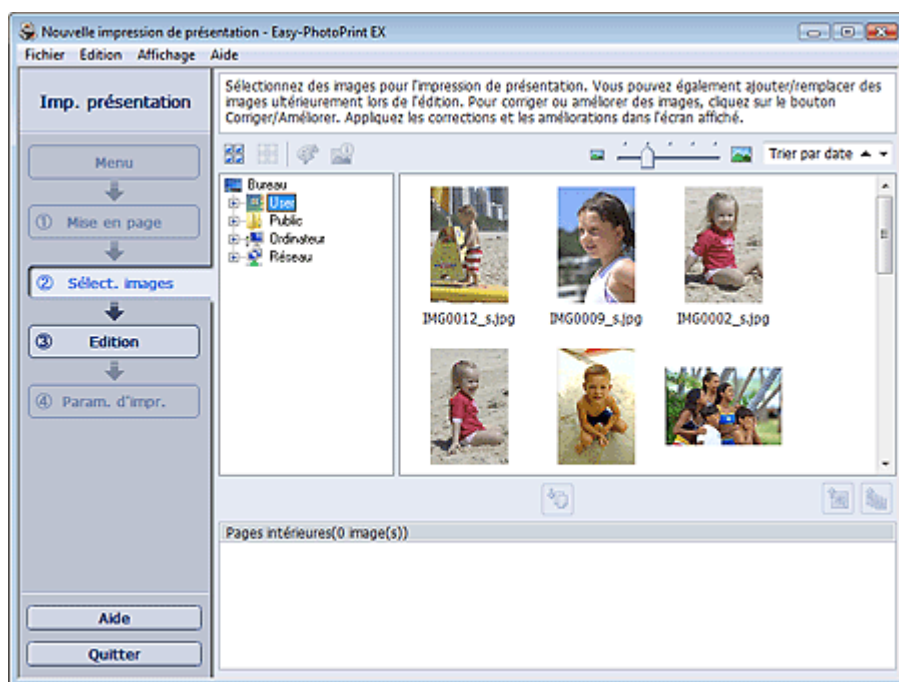 Nouvelle impression de présentation - Easy-PhotoPrint EX
Fichier Edition Affichage Aide
Imp. présentation
Sélectionnez des images pour l'impression de présentation. Vous pouvez également ajouter/remplacer des
images ultérieurement lors de l'édition. Pour corriger ou améliorer des images, cliquez sur le bouton
Corriger/Améliorer. Appliquez les corrections et les améliorations dans l'écran affiché.
Menu
① Mise en page
② Sélect. images
③ Edition
④ Param. d'impr.
Aide
Quitter
Trier par date
Bureau
User
Public
Ordinateur
Réseau
IMG0012_s.jpg
IMG0009_s.jpg
IMG0002_s.jpg
Pages intérieures(0 image(s))